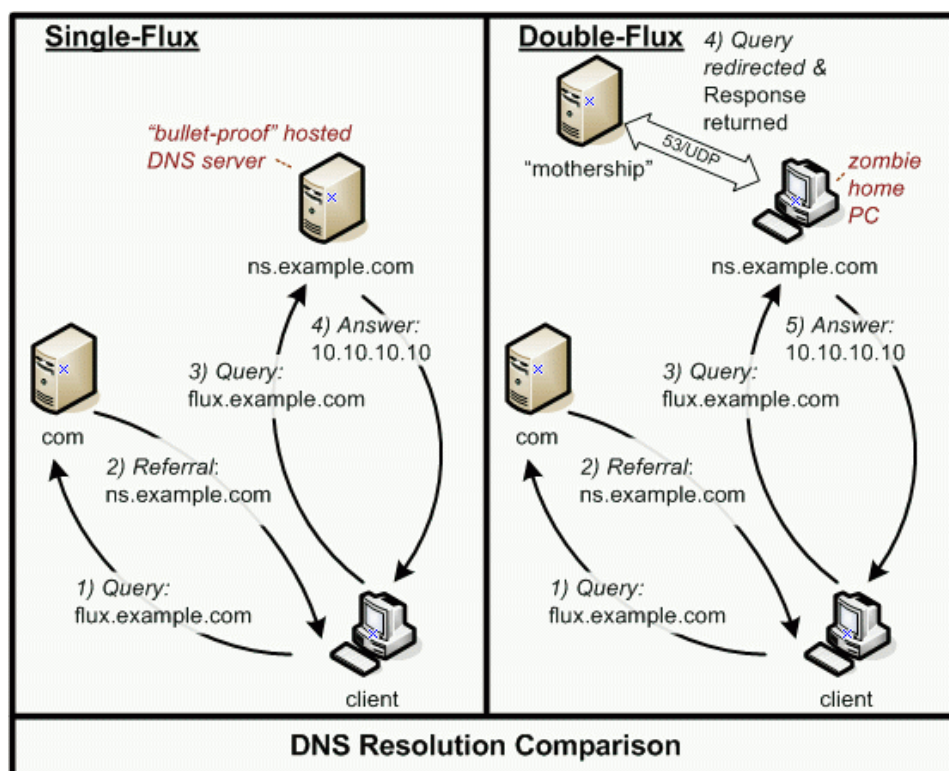 Single-Flux
"bullet-proof" hosted
DNS server
ns.example.com
4) Answer:
10.10.10.10
3) Query:
flux.example.com
com
2) Referral:
ns.example.com
1) Query:
flux.example.com
client
Double-Flux
4) Query
redirected &
Response
returned
"mothership"
53/UDP
zombie
home
PC
ns.example.com
5) Answer:
10.10.10.10
3) Query:
flux.example.com
com
2) Referral:
ns.example.com
1) Query:
flux.example.com
client
DNS Resolution Comparison